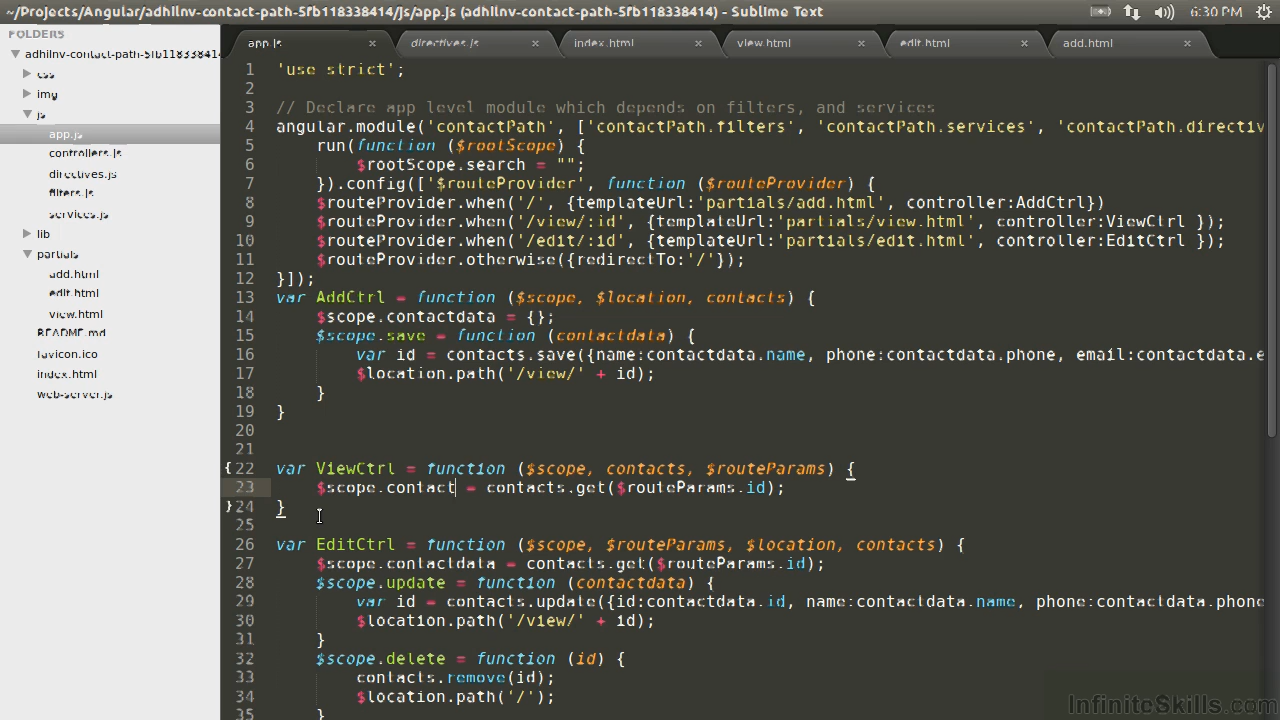 ~/Projects/Angular/adhilnv-contact-path-5fb118338414/js/app.js (adhilnv-contact-path-5fb118338414) - Sublime Text
6:30 PM
FOLDERS
adhilnv-contact-path-5fb118338414
css
img
js
app.js
controllers.js
directives.js
filters.js
services.js
lib
partials
add.html
edit.html
view.html
README.md
favicon.ico
index.html
web-server.js
app.js × directives.js × index.html × view.html × edit.html × add.html ×
1 'use strict';
2
3 // Declare app level module which depends on filters, and services
4 angular.module('contactPath', ['contactPath.filters', 'contactPath.services', 'contactPath.directiv
5 run(function ($rootScope) {
6 $rootScope.search = "";
7 }).config(['$routeProvider', function ($routeProvider) {
8 $routeProvider.when('/', {templateUrl:'partials/add.html', controller:AddCtrl})
9 $routeProvider.when('/view/:id', {templateUrl:'partials/view.html', controller:ViewCtrl });
10 $routeProvider.when('/edit/:id', {templateUrl:'partials/edit.html', controller:EditCtrl });
11 $routeProvider.otherwise({redirectTo:'/'});
12 }]);
13 var AddCtrl = function ($scope, $location, contacts) {
14 $scope.contactdata = {};
15 $scope.save = function (contactdata) {
16 var id = contacts.save({name:contactdata.name, phone:contactdata.phone, email:contactdata.e
17 $location.path('/view/' + id);
18 }
19 }
20
21
22 var ViewCtrl = function ($scope, contacts, $routeParams) {
23 $scope.contact = contacts.get($routeParams.id);
24 }
25
26 var EditCtrl = function ($scope, $routeParams, $location, contacts) {
27 $scope.contactdata = contacts.get($routeParams.id);
28 $scope.update = function (contactdata) {
29 var id = contacts.update({id:contactdata.id, name:contactdata.name, phone:contactdata.phone
30 $location.path('/view/' + id);
31 }
32 $scope.delete = function (id) {
33 contacts.remove(id);
34 $location.path('/');
35 }
InfiniteSkills.com